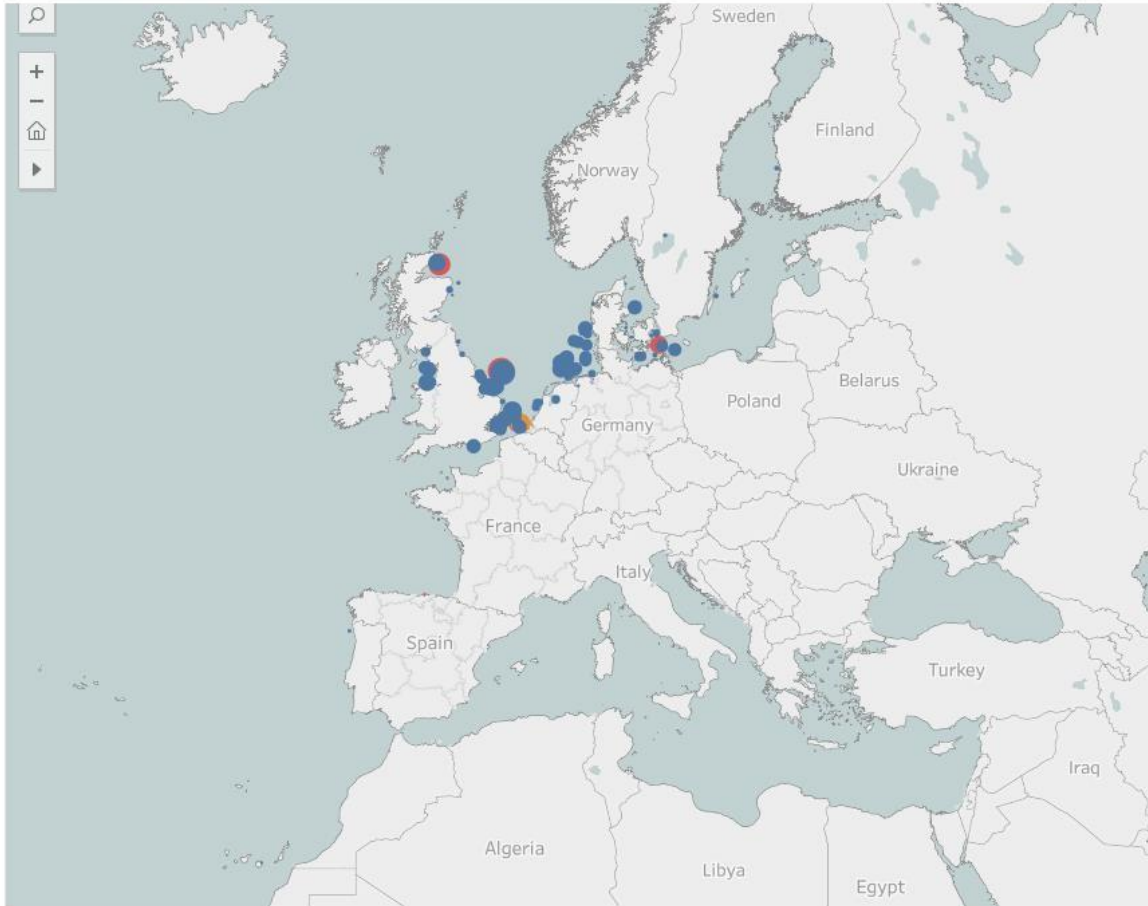 Sweden
Finland
Norway
Belarus
Poland
Germany
Ukraine
France
Italy
Spain
Turkey
Iraq
Algeria
Libya
Egypt